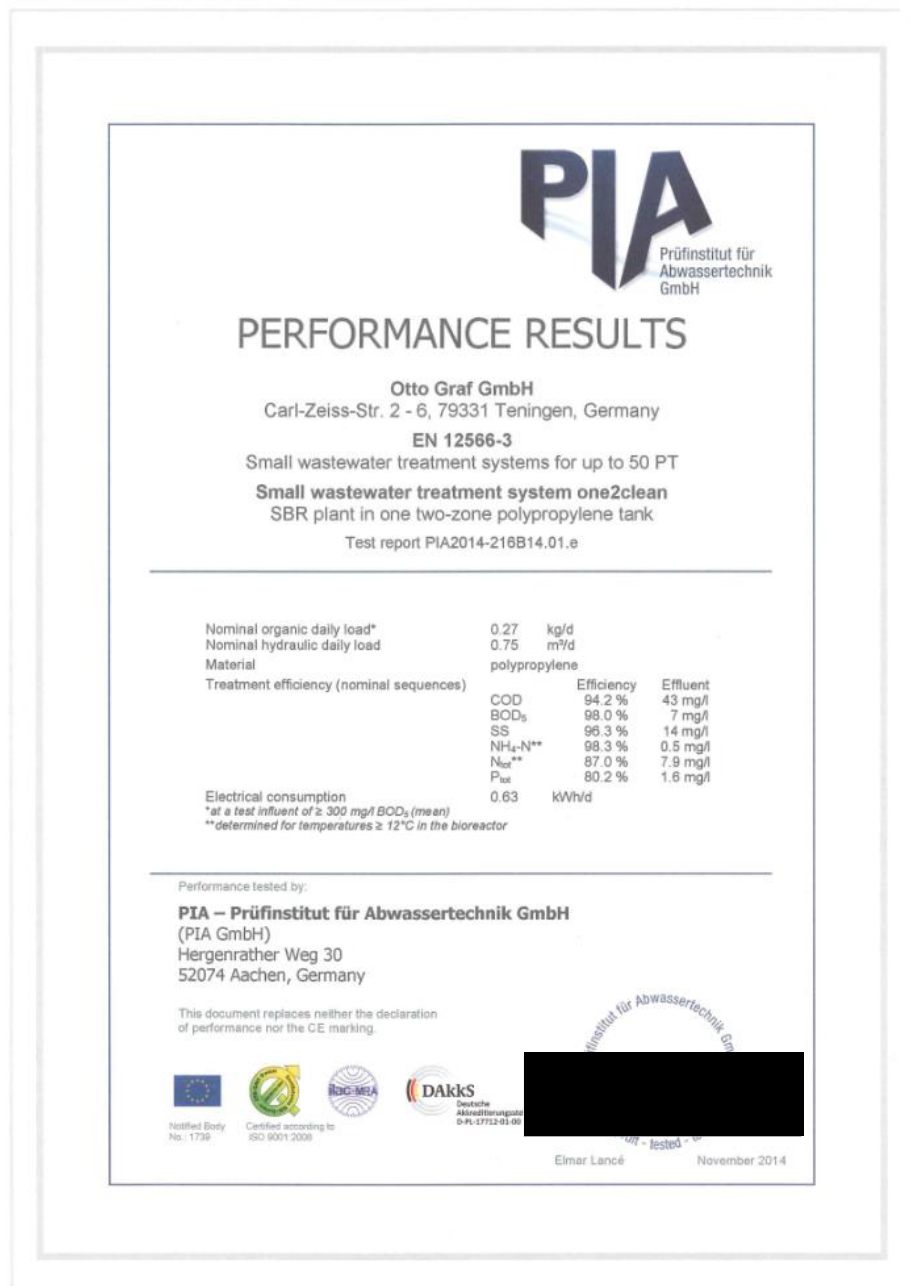 PIA
Prüfinstitut für
Abwassertechnik
GmbH
PERFORMANCE RESULTS
Otto Graf GmbH
Carl-Zeiss-Str. 2 - 6, 79331 Teningen, Germany
EN 12566-3
Small wastewater treatment systems for up to 50 PT
Small wastewater treatment system one2clean
SBR plant in one two-zone polypropylene tank
Test report PIA2014-216B14.01.e
Nominal organic daily load* 0.27 kg/d
Nominal hydraulic daily load 0.75 m³/d
Material polypropylene
Treatment efficiency (nominal sequences) Efficiency Effluent
COD 94.2 % 43 mg/l
BOD₅ 98.0 % 7 mg/l
SS 96.3 % 14 mg/l
NH₄-N** 98.3 % 0.5 mg/l
Ntot** 87.0 % 7.9 mg/l
Ptot 80.2 % 1.6 mg/l
Electrical consumption 0.63 kWh/d
*at a test influent of ≥ 300 mg/l BOD₅ (mean)
**determined for temperatures ≥ 12°C in the bioreactor
Performance tested by:
PIA – Prüfinstitut für Abwassertechnik GmbH
(PIA GmbH)
Hergenrather Weg 30
52074 Aachen, Germany
This document replaces neither the declaration
of performance nor the CE marking.
Notified Body
No.: 1739
Certified according to
ISO 9001:2008
ilac-MRA
DAkkS
Deutsche
Akkreditierungsstelle
D-PL-17712-01-00
für Abwassertechnik
- tested -
Elmar Lancé November 2014